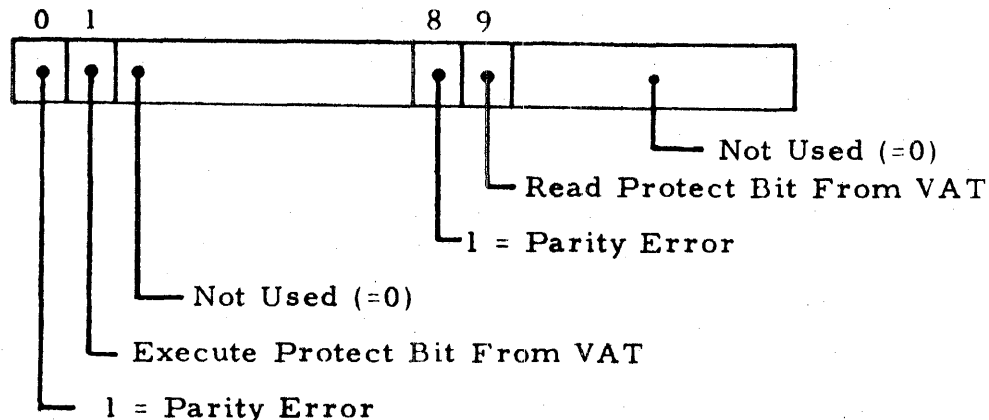 0 1 8 9
Not Used (=0)
Read Protect Bit From VAT
1 = Parity Error
Not Used (=0)
Execute Protect Bit From VAT
1 = Parity Error